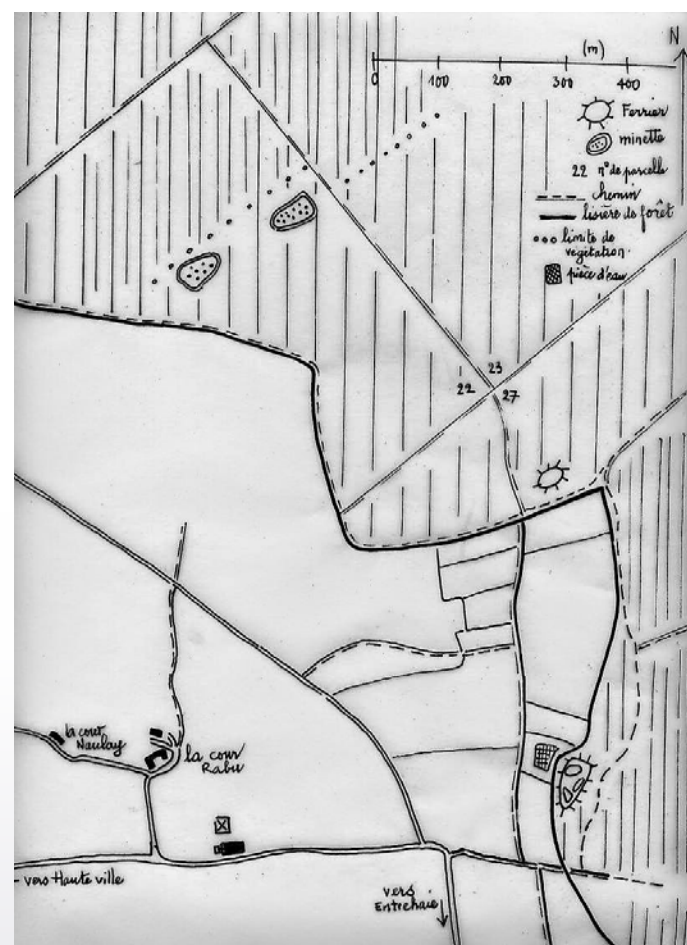 (m)
N
0 100 200 300 400
Ferrier
minette
22 n° de parcelle
chemin
lisière de forêt
limite de
végétation
pièce d'eau
23
22
27
la cour
Naulay
la cour
Rabu
vers Haute ville
vers
Entrehaie